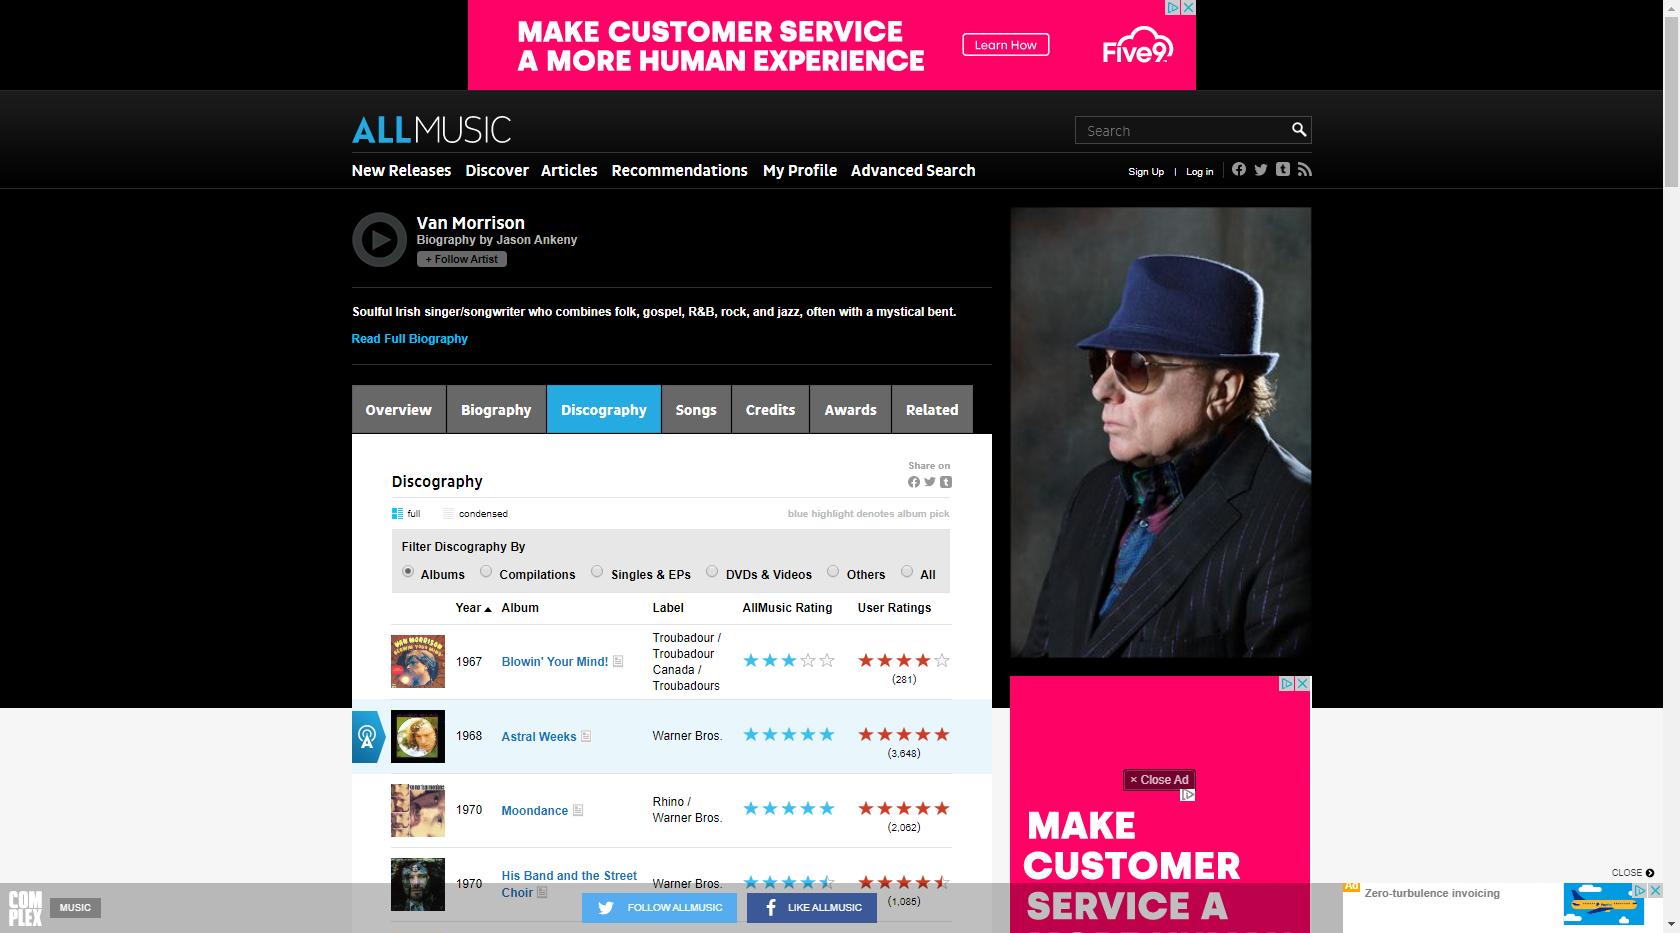 MAKE CUSTOMER SERVICE
A MORE HUMAN EXPERIENCE
Learn How
Five9
ALLMUSIC
Search
New Releases Discover Articles Recommendations My Profile Advanced Search
Sign Up | Log in
Van Morrison
Biography by Jason Ankeny
+ Follow Artist
Soulful Irish singer/songwriter who combines folk, gospel, R&B, rock, and jazz, often with a mystical bent.
Read Full Biography
Overview Biography Discography Songs Credits Awards Related
Share on
Discography
full condensed blue highlight denotes album pick
Filter Discography By
Albums Compilations Singles & EPs DVDs & Videos Others All
Year Album Label AllMusic Rating User Ratings
VAN MORRISON
BLOWIN' YOUR MIND!
1967 Blowin' Your Mind!
Troubadour /
Troubadour
Canada /
Troubadours
(281)
1968 Astral Weeks Warner Bros.
(3,648)
1970 Moondance
Rhino /
Warner Bros.
(2,062)
1970 His Band and the Street
Choir
Warner Bros.
(1,085)
× Close Ad
MAKE
CUSTOMER
SERVICE A
CLOSE
COM
PLEX
MUSIC
FOLLOW ALLMUSIC
LIKE ALLMUSIC
Ad
Zero-turbulence invoicing